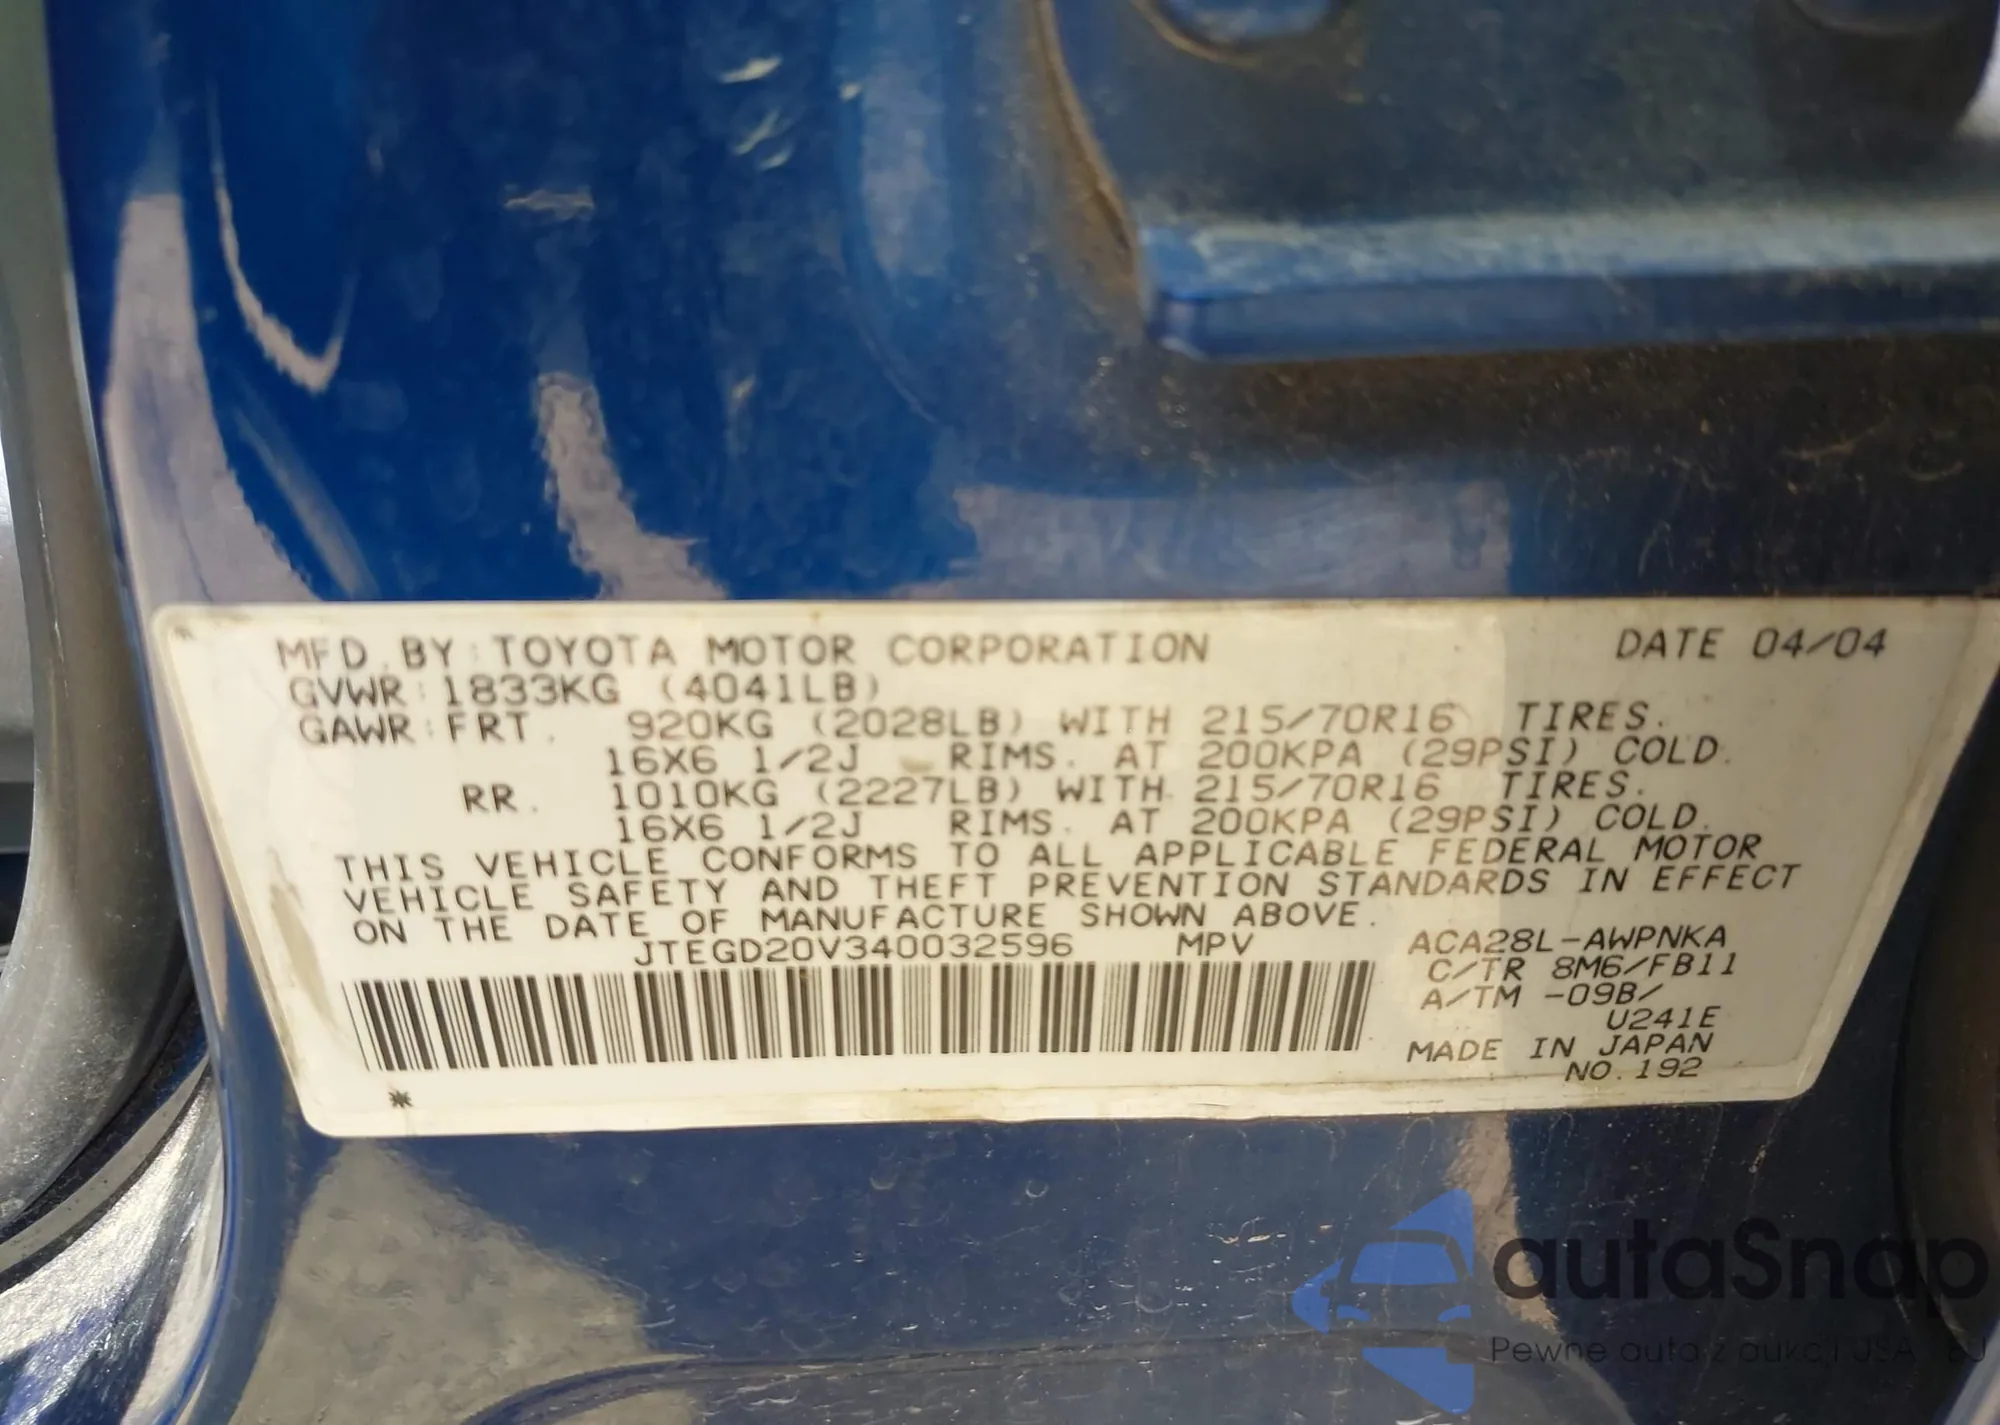 MFD. BY: TOYOTA MOTOR CORPORATION DATE 04/04
GVWR: 1833KG (4041LB)
GAWR: FRT. 920KG (2028LB) WITH 215/70R16 TIRES.
16X6 1/2J RIMS. AT 200KPA (29PSI) COLD.
RR. 1010KG (2227LB) WITH 215/70R16 TIRES.
16X6 1/2J RIMS. AT 200KPA (29PSI) COLD.
THIS VEHICLE CONFORMS TO ALL APPLICABLE FEDERAL MOTOR
VEHICLE SAFETY AND THEFT PREVENTION STANDARDS IN EFFECT
ON THE DATE OF MANUFACTURE SHOWN ABOVE.
JTEGD20V340032596 MPV ACA28L-AWPNKA
C/TR 8M6/FB11
A/TM -09B/
U241E
MADE IN JAPAN
NO.192
autaSnap
Pewne auta z aukcji USA